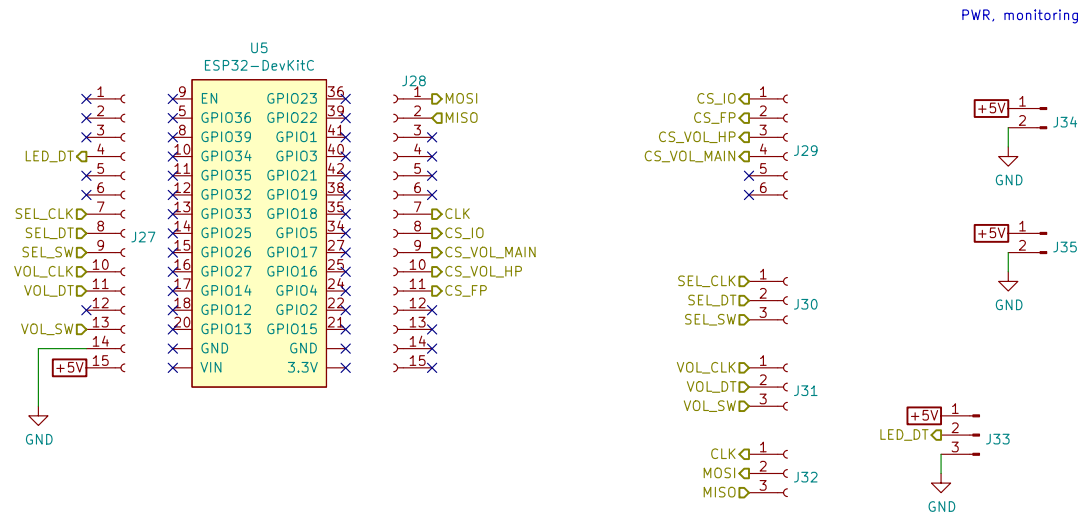 PWR, monitoring
U5
ESP32-DevKitC
9 EN GPIO23 36
5 GPIO36 GPIO22 39
8 GPIO39 GPIO1 41
10 GPIO34 GPIO3 40
11 GPIO35 GPIO21 42
12 GPIO32 GPIO19 38
13 GPIO33 GPIO18 35
14 GPIO25 GPIO5 34
15 GPIO26 GPIO17 27
16 GPIO27 GPIO16 25
17 GPIO14 GPIO4 24
18 GPIO12 GPIO2 22
20 GPIO13 GPIO15 21
GND GND
VIN 3.3V
1
2
3
LED_DT 4
5
6
SEL_CLK 7
SEL_DT 8
SEL_SW 9
VOL_CLK 10
VOL_DT 11
12
VOL_SW 13
14
+5V 15
J27
GND
J28
1 MOSI
2 MISO
3
4
5
6
7 CLK
8 CS_IO
9 CS_VOL_MAIN
10 CS_VOL_HP
11 CS_FP
12
13
14
15
CS_IO 1
CS_FP 2
CS_VOL_HP 3
CS_VOL_MAIN 4
5
6
J29
SEL_CLK 1
SEL_DT 2
SEL_SW 3
J30
VOL_CLK 1
VOL_DT 2
VOL_SW 3
J31
CLK 1
MOSI 2
MISO 3
J32
+5V 1
2
J34
GND
+5V 1
2
J35
GND
+5V 1
LED_DT 2
3
J33
GND